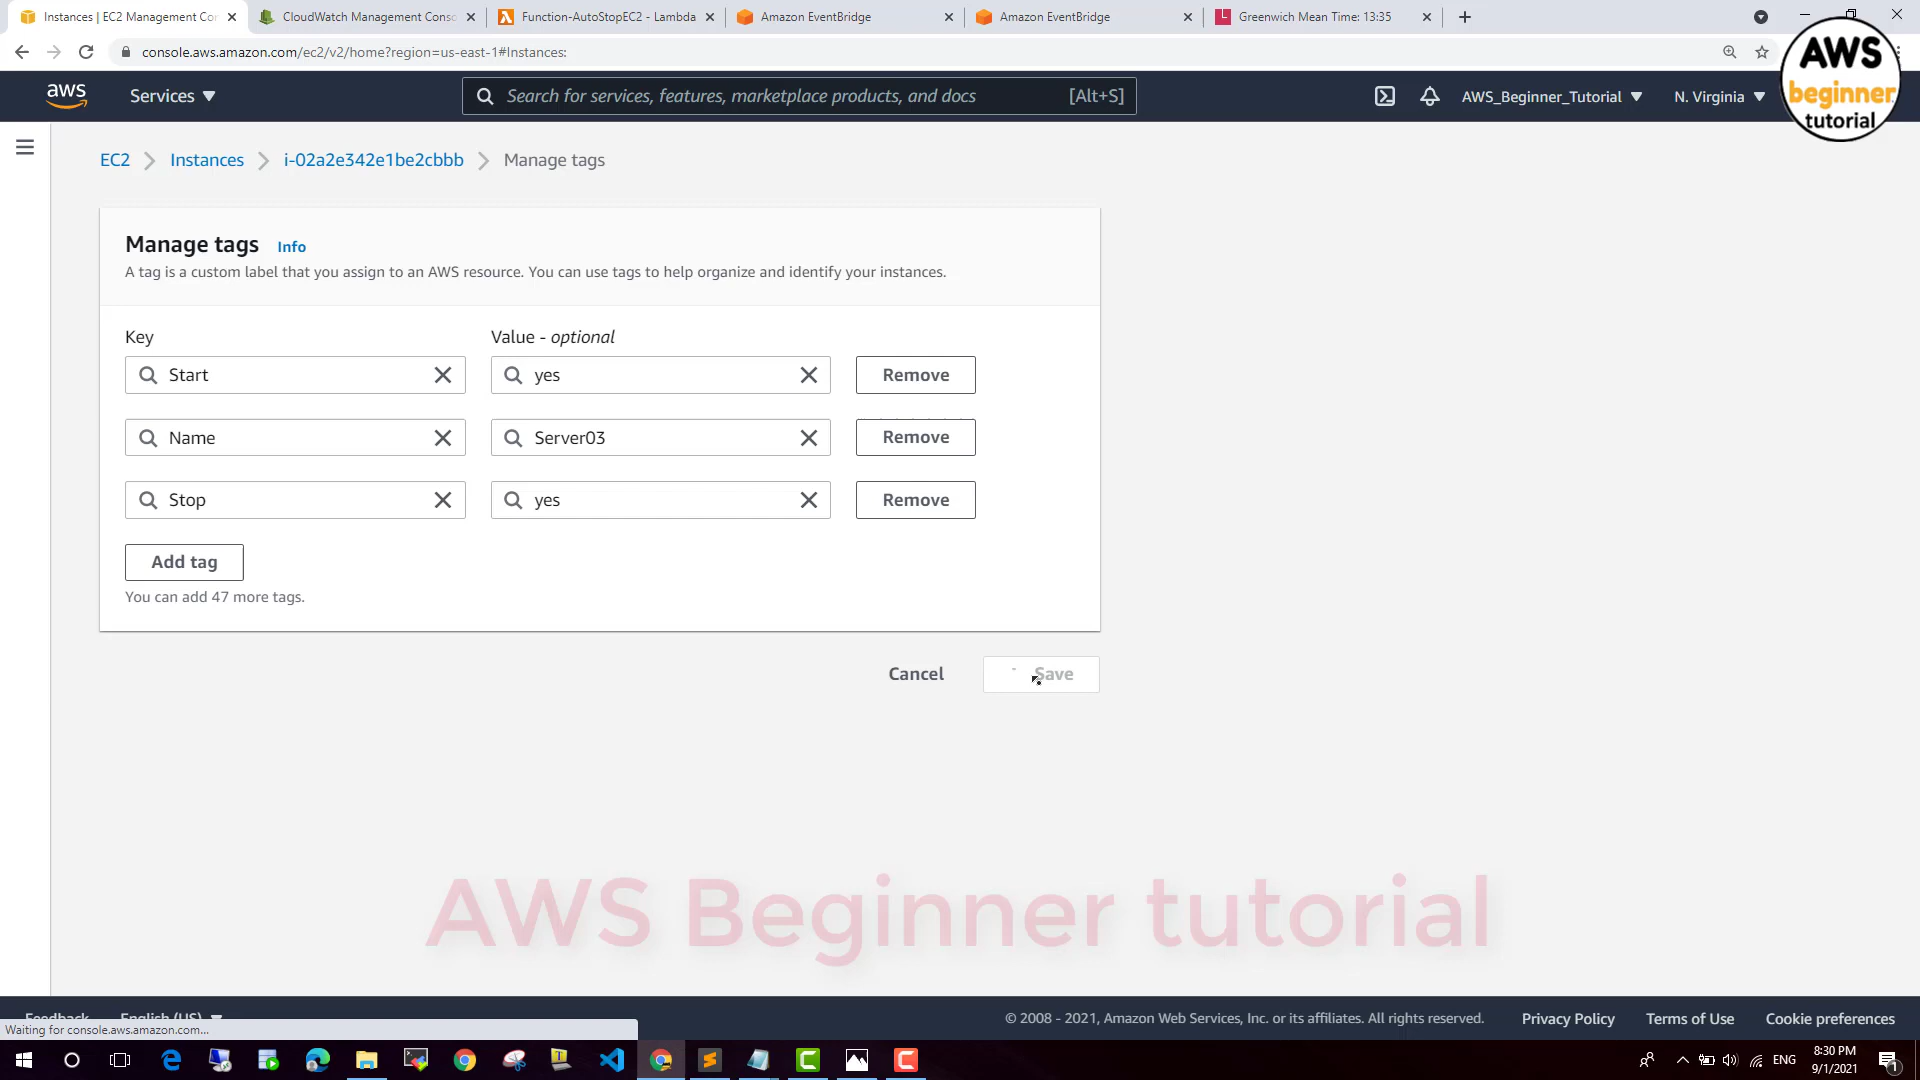 Instances | EC2 Management Con
CloudWatch Management Conso
Function-AutoStopEC2 - Lambda
Amazon EventBridge
Amazon EventBridge
Greenwich Mean Time: 13:35
console.aws.amazon.com/ec2/v2/home?region=us-east-1#Instances:
aws
Services
Search for services, features, marketplace products, and docs
[Alt+S]
AWS_Beginner_Tutorial
N. Virginia
AWS
beginner
tutorial
EC2
Instances
i-02a2e342e1be2cbbb
Manage tags
Manage tags
Info
A tag is a custom label that you assign to an AWS resource. You can use tags to help organize and identify your instances.
Key
Value - optional
Start
yes
Remove
Name
Server03
Remove
Stop
yes
Remove
Add tag
You can add 47 more tags.
Cancel
Save
AWS Beginner tutorial
Feedback
English (US)
© 2008 - 2021, Amazon Web Services, Inc. or its affiliates. All rights reserved.
Privacy Policy
Terms of Use
Cookie preferences
Waiting for console.aws.amazon.com...
ENG
8:30 PM
9/1/2021